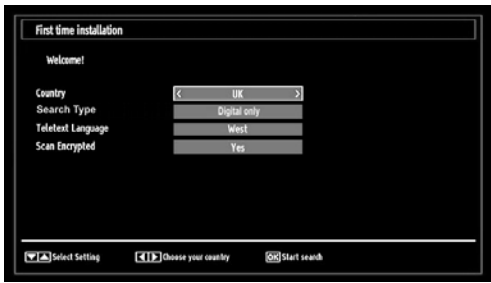 First time installation
Welcome!
Country < UK >
Search Type Digital only
Teletext Language West
Scan Encrypted Yes
Select Setting Choose your country OK Start search